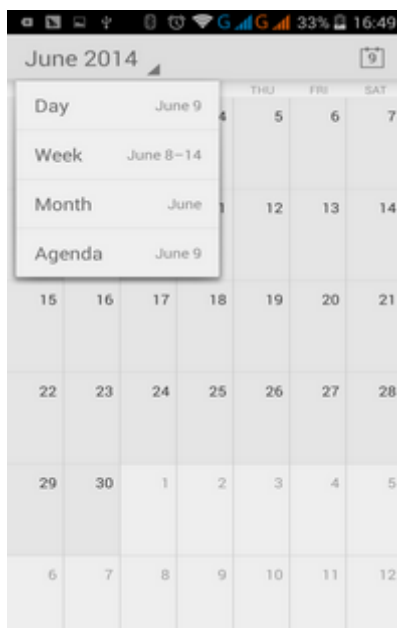 G G 33% 16:49
June 2014 9
THU FRI SAT
Day June 9 4 5 6 7
Week June 8–14
Month June 1 12 13 14
Agenda June 9
15 16 17 18 19 20 21
22 23 24 25 26 27 28
29 30 1 2 3 4 5
6 7 8 9 10 11 12